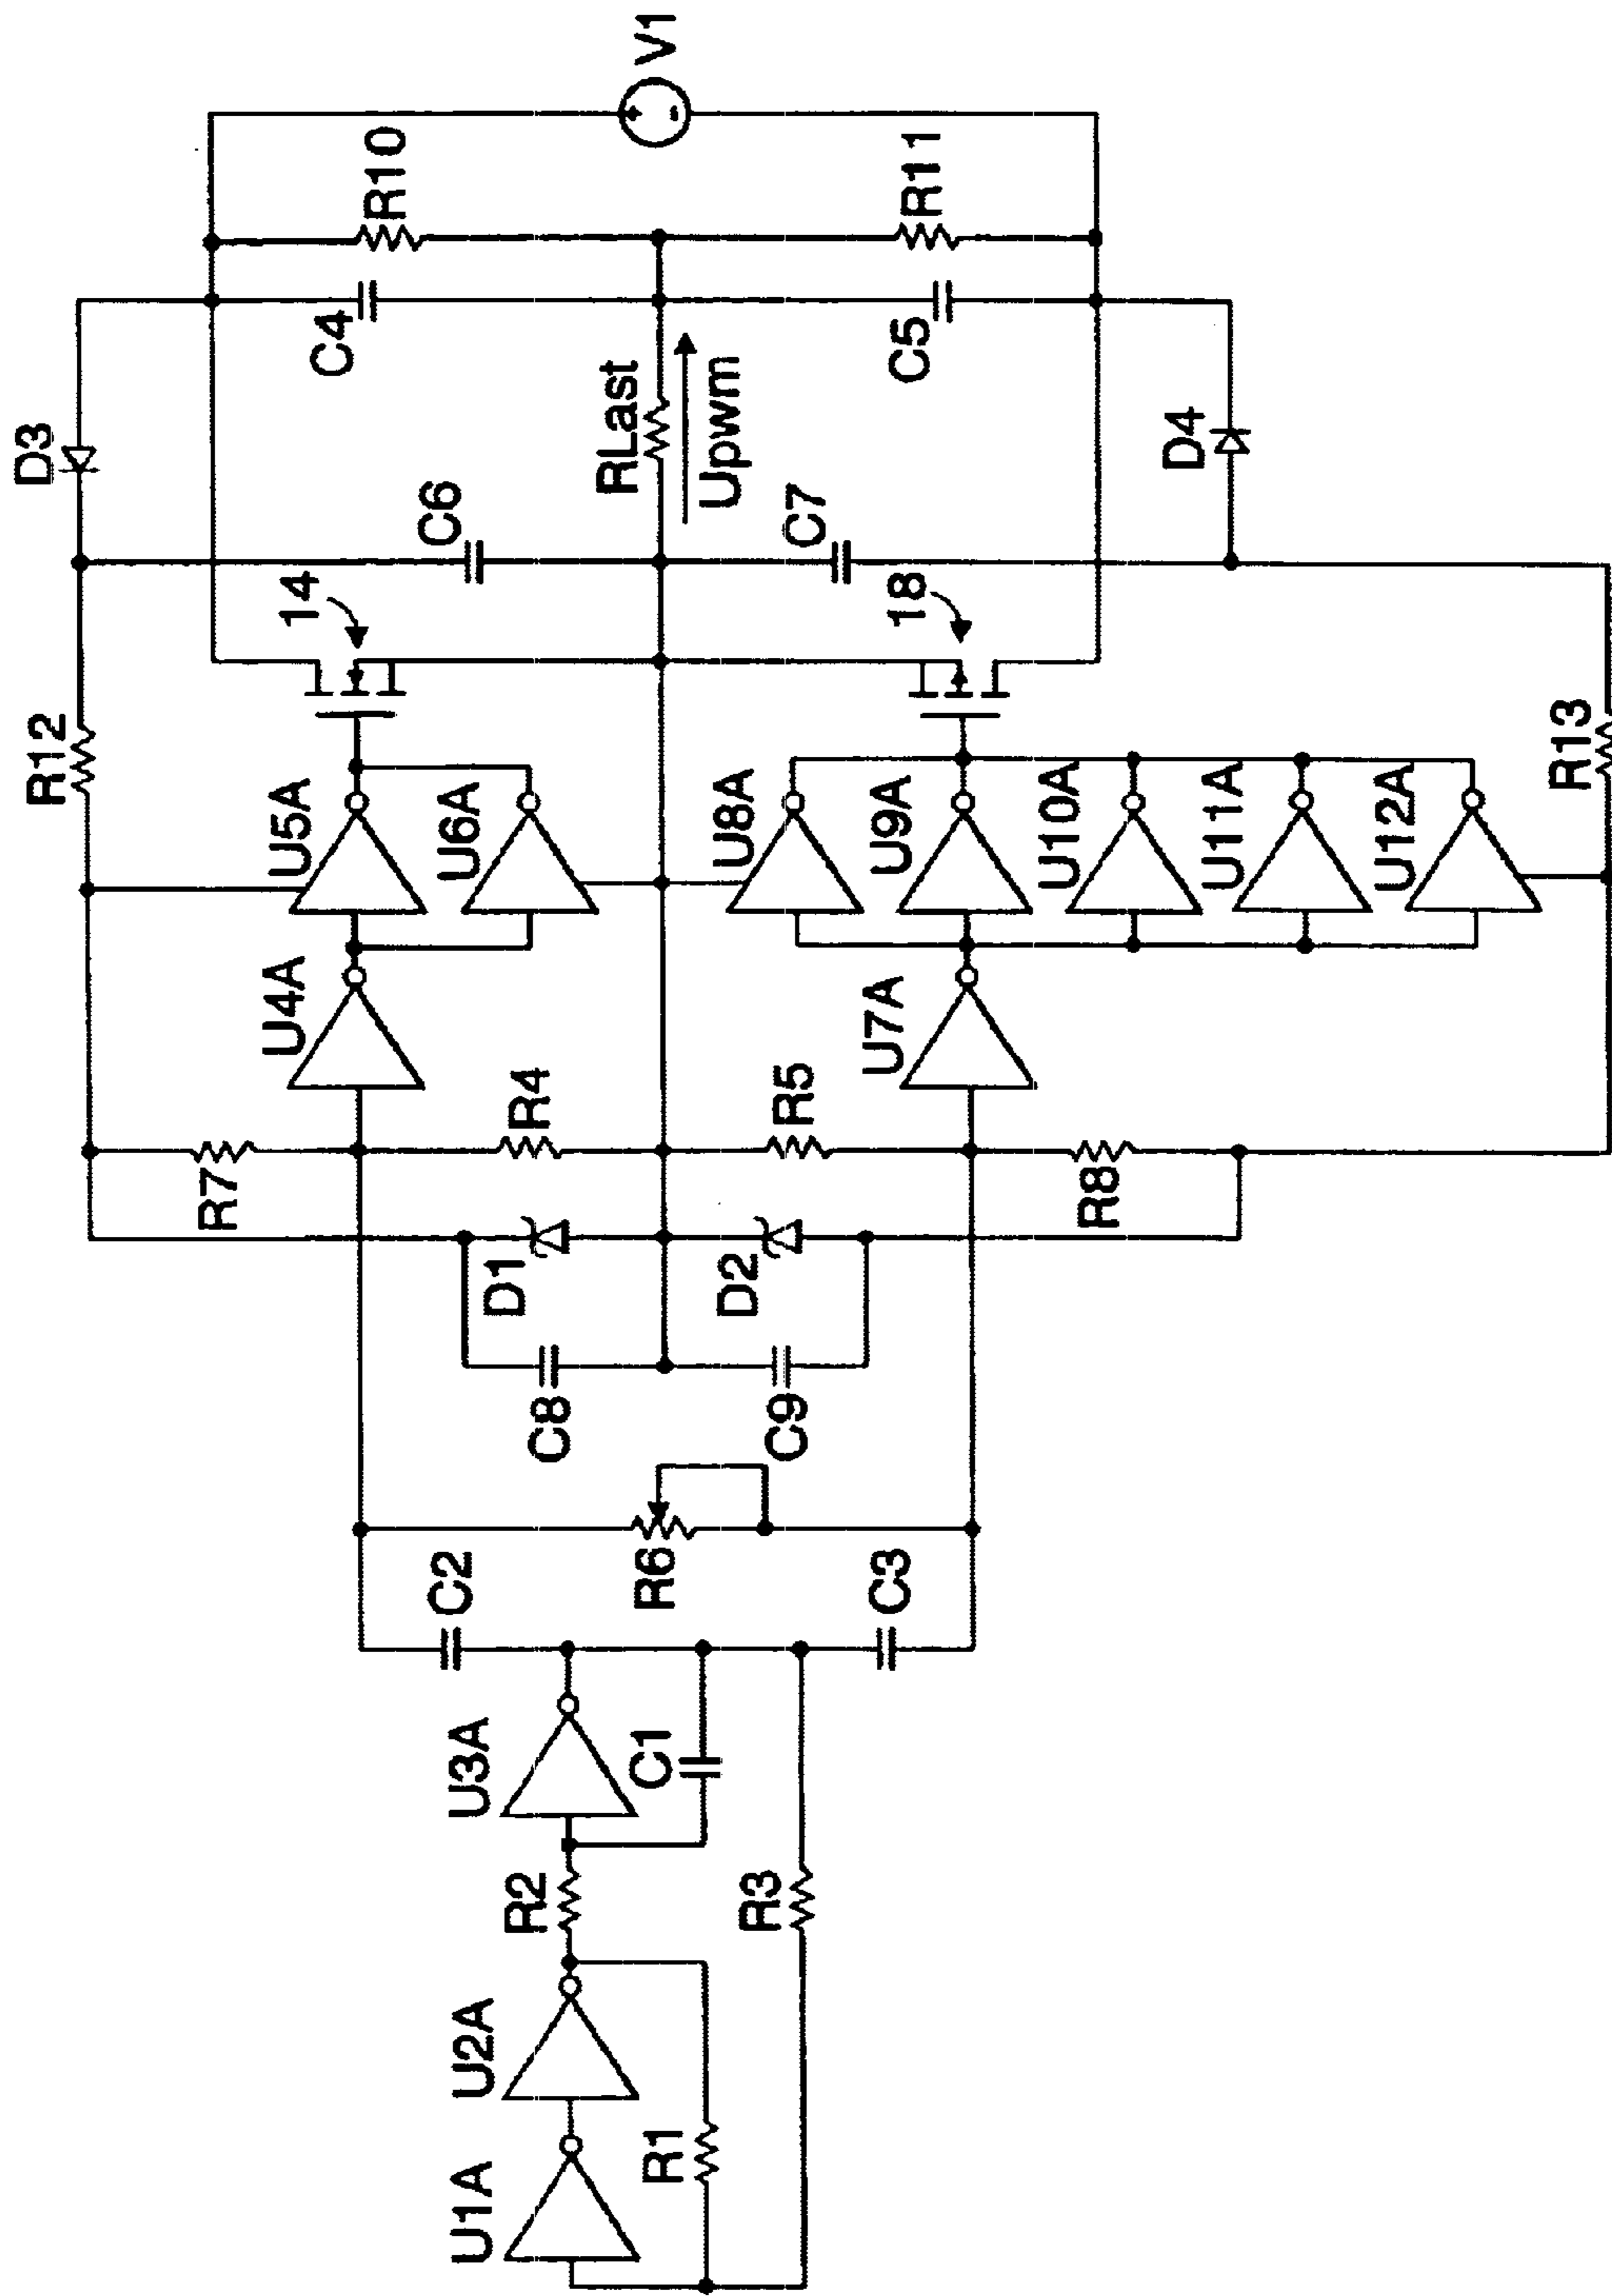 D3
R12
V1
R10
C4
C6
14
U5A
U4A
R7
R4
D1
C8
C2
U6A
RLast
Upwm
R11
C5
C7
18
D4
U8A
U9A
U10A
U11A
U12A
R13
U7A
R5
R8
D2
C9
R6
C3
U3A
C1
R2
R3
U2A
U1A
R1